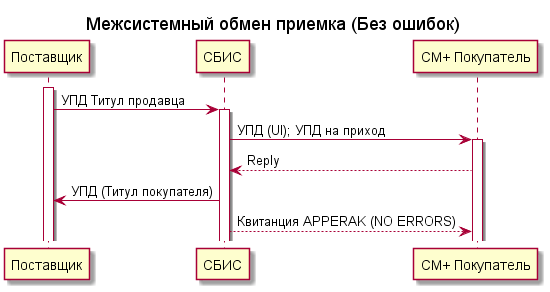 Межсистемный обмен приемка (Без ошибок)
Поставщик
СБИС
СМ+ Покупатель
УПД Титул продавца
УПД (UI); УПД на приход
Reply
УПД (Титул покупателя)
Квитанция APPERAK (NO ERRORS)
Поставщик
СБИС
СМ+ Покупатель